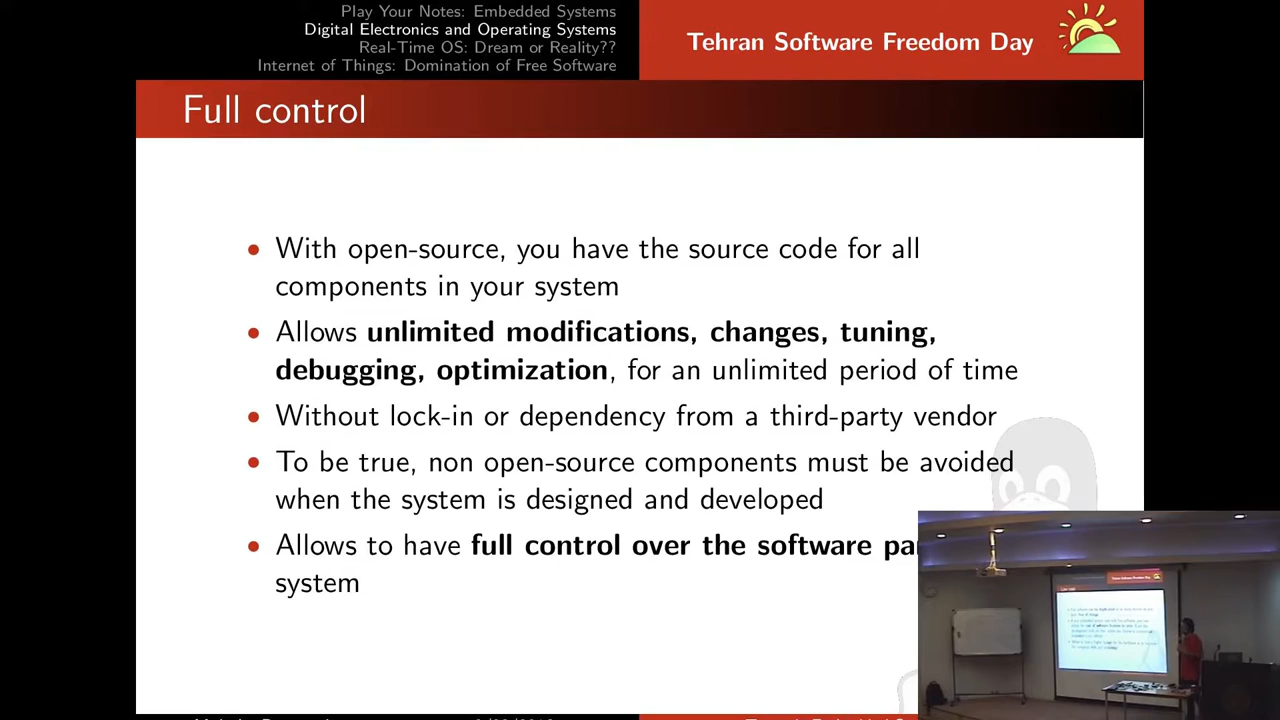 Play Your Notes: Embedded Systems
Digital Electronics and Operating Systems
Real-Time OS: Dream or Reality??
Internet of Things: Domination of Free Software
Tehran Software Freedom Day
Full control
• With open-source, you have the source code for all
components in your system
• Allows unlimited modifications, changes, tuning,
debugging, optimization, for an unlimited period of time
• Without lock-in or dependency from a third-party vendor
• To be true, non open-source components must be avoided
when the system is designed and developed
• Allows to have full control over the software
system
Tehran Software Freedom Day